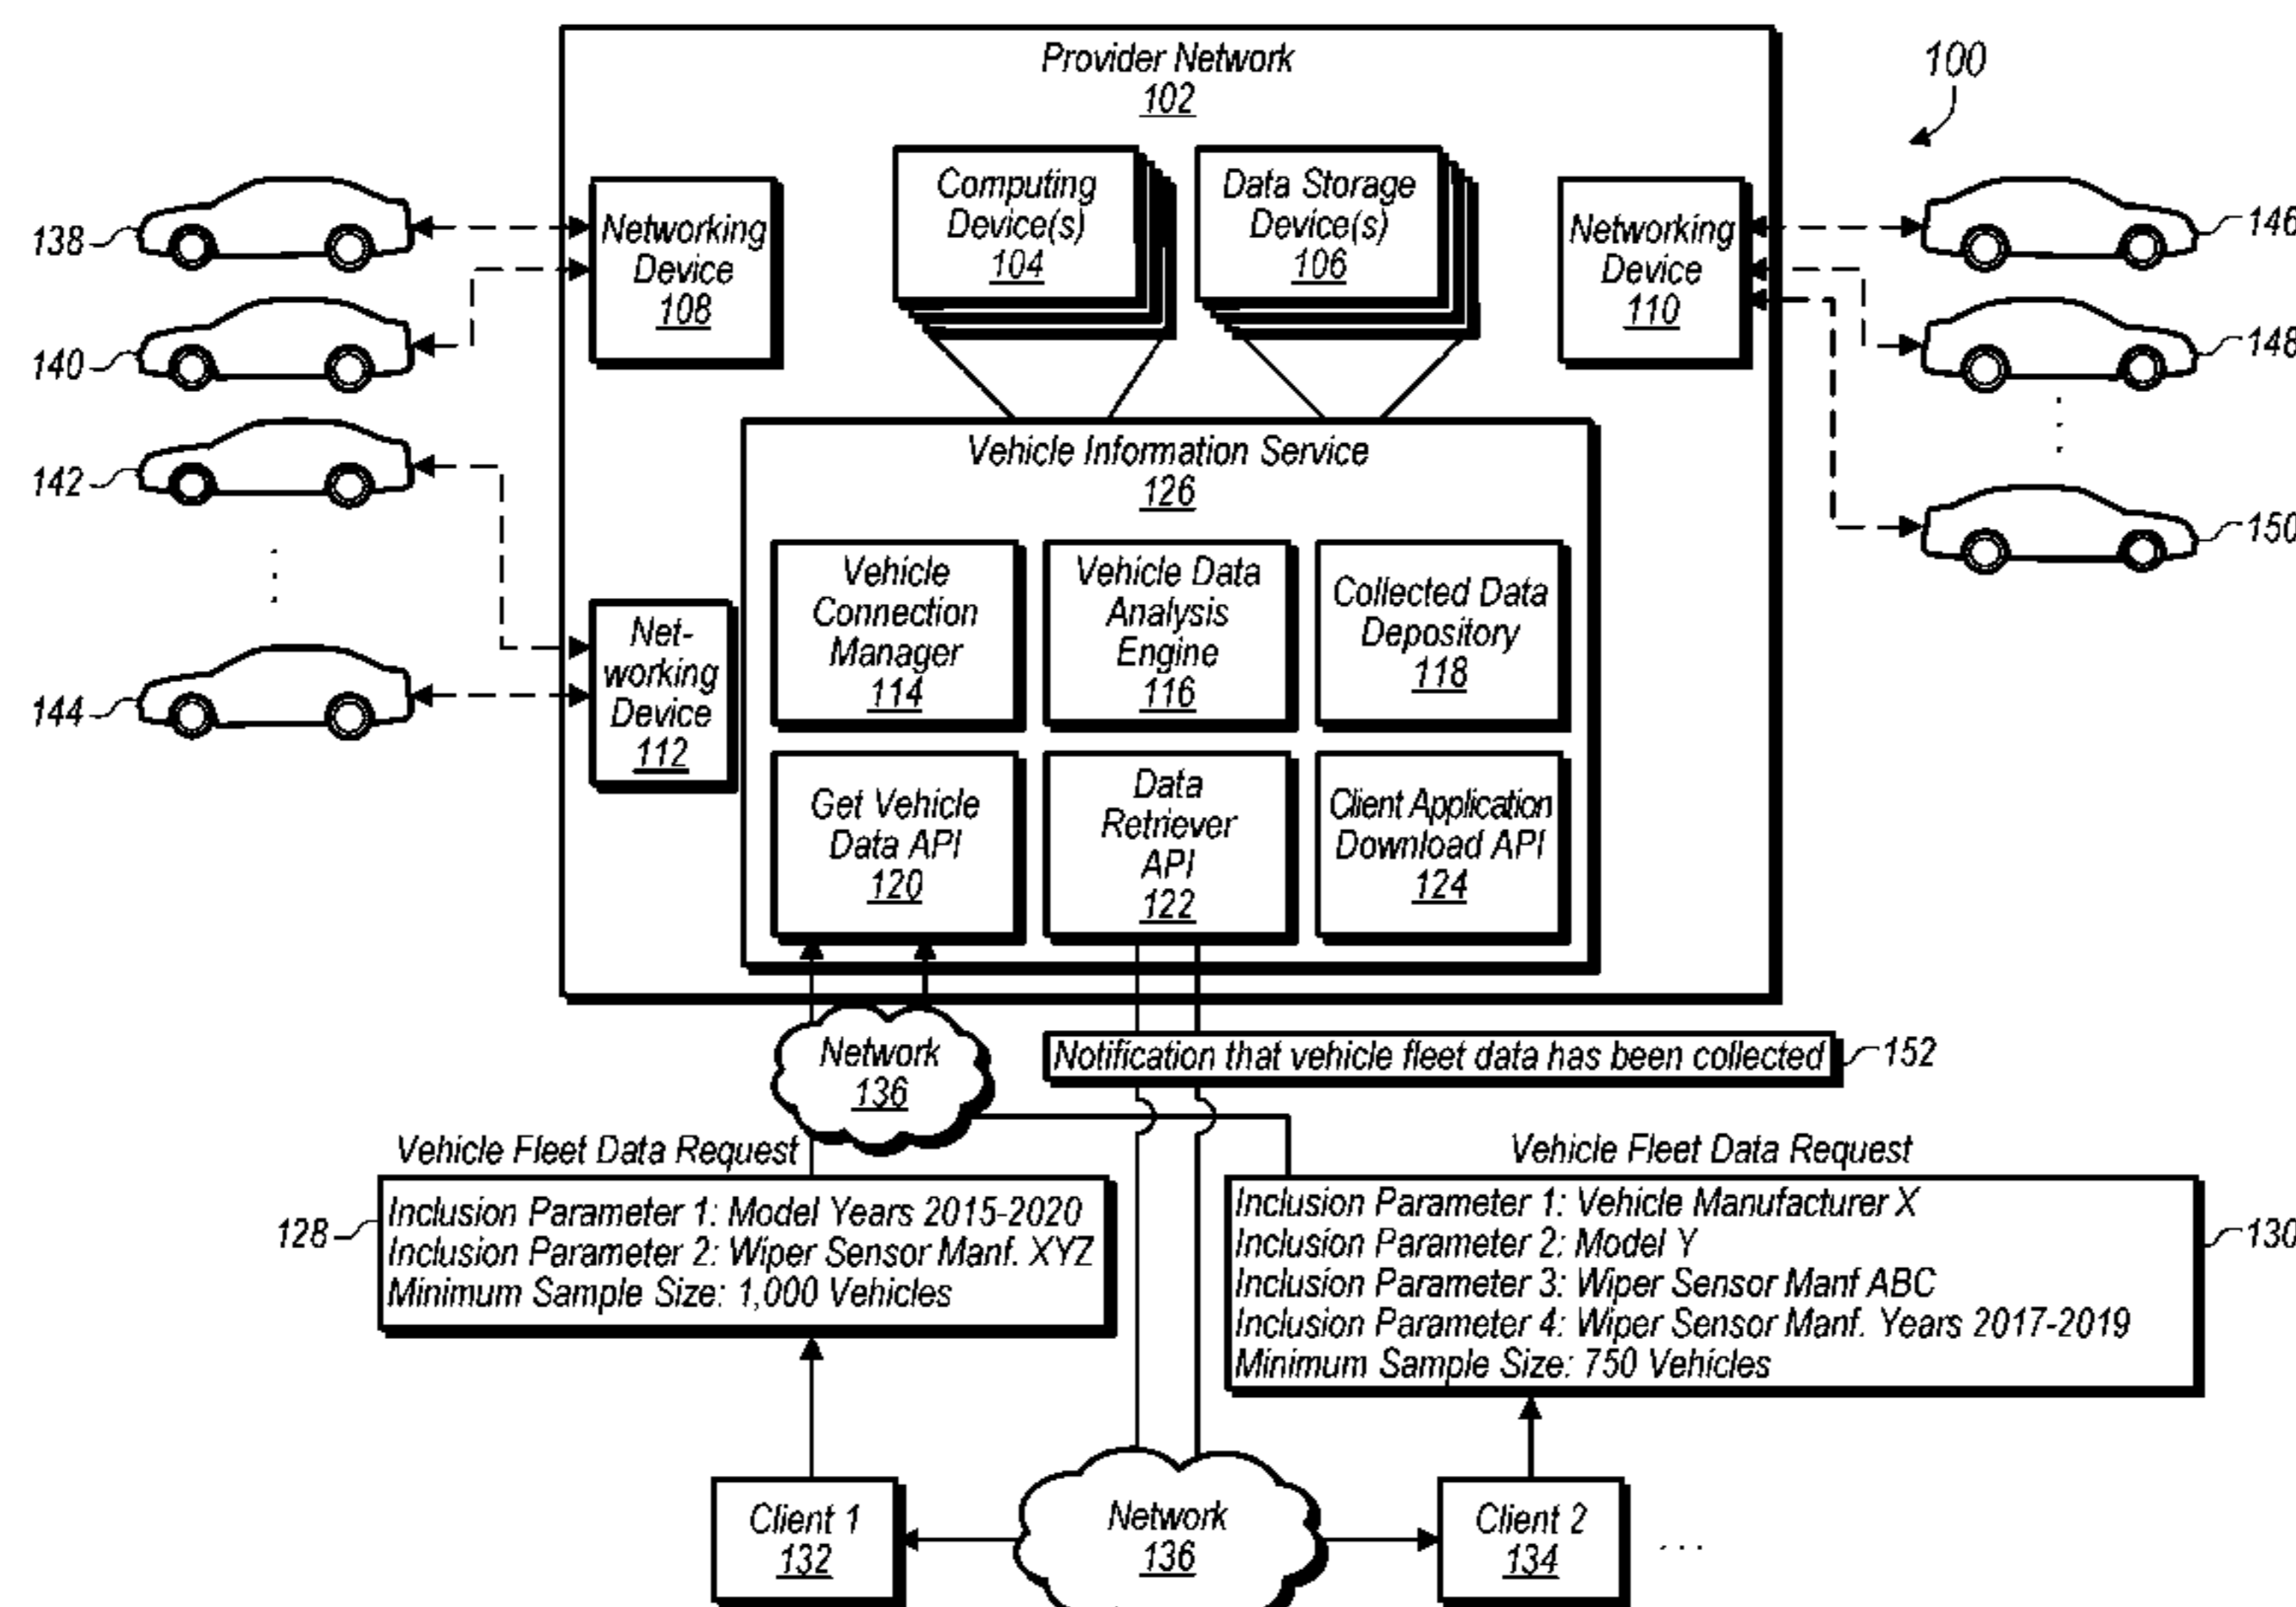 Provider Network
102
100
Computing
Device(s)
104
Data Storage
Device(s)
106
Networking
Device
108
Networking
Device
110
138
140
142
144
146
148
150
Vehicle Information Service
126
Vehicle
Connection
Manager
114
Vehicle Data
Analysis
Engine
116
Collected Data
Depository
118
Net-
working
Device
112
Get Vehicle
Data API
120
Data
Retriever
API
122
Client Application
Download API
124
Network
136
Notification that vehicle fleet data has been collected
152
Vehicle Fleet Data Request
128
Inclusion Parameter 1: Model Years 2015-2020
Inclusion Parameter 2: Wiper Sensor Manf. XYZ
Minimum Sample Size: 1,000 Vehicles
Vehicle Fleet Data Request
130
Inclusion Parameter 1: Vehicle Manufacturer X
Inclusion Parameter 2: Model Y
Inclusion Parameter 3: Wiper Sensor Manf ABC
Inclusion Parameter 4: Wiper Sensor Manf. Years 2017-2019
Minimum Sample Size: 750 Vehicles
Client 1
132
Network
136
Client 2
134
. . .